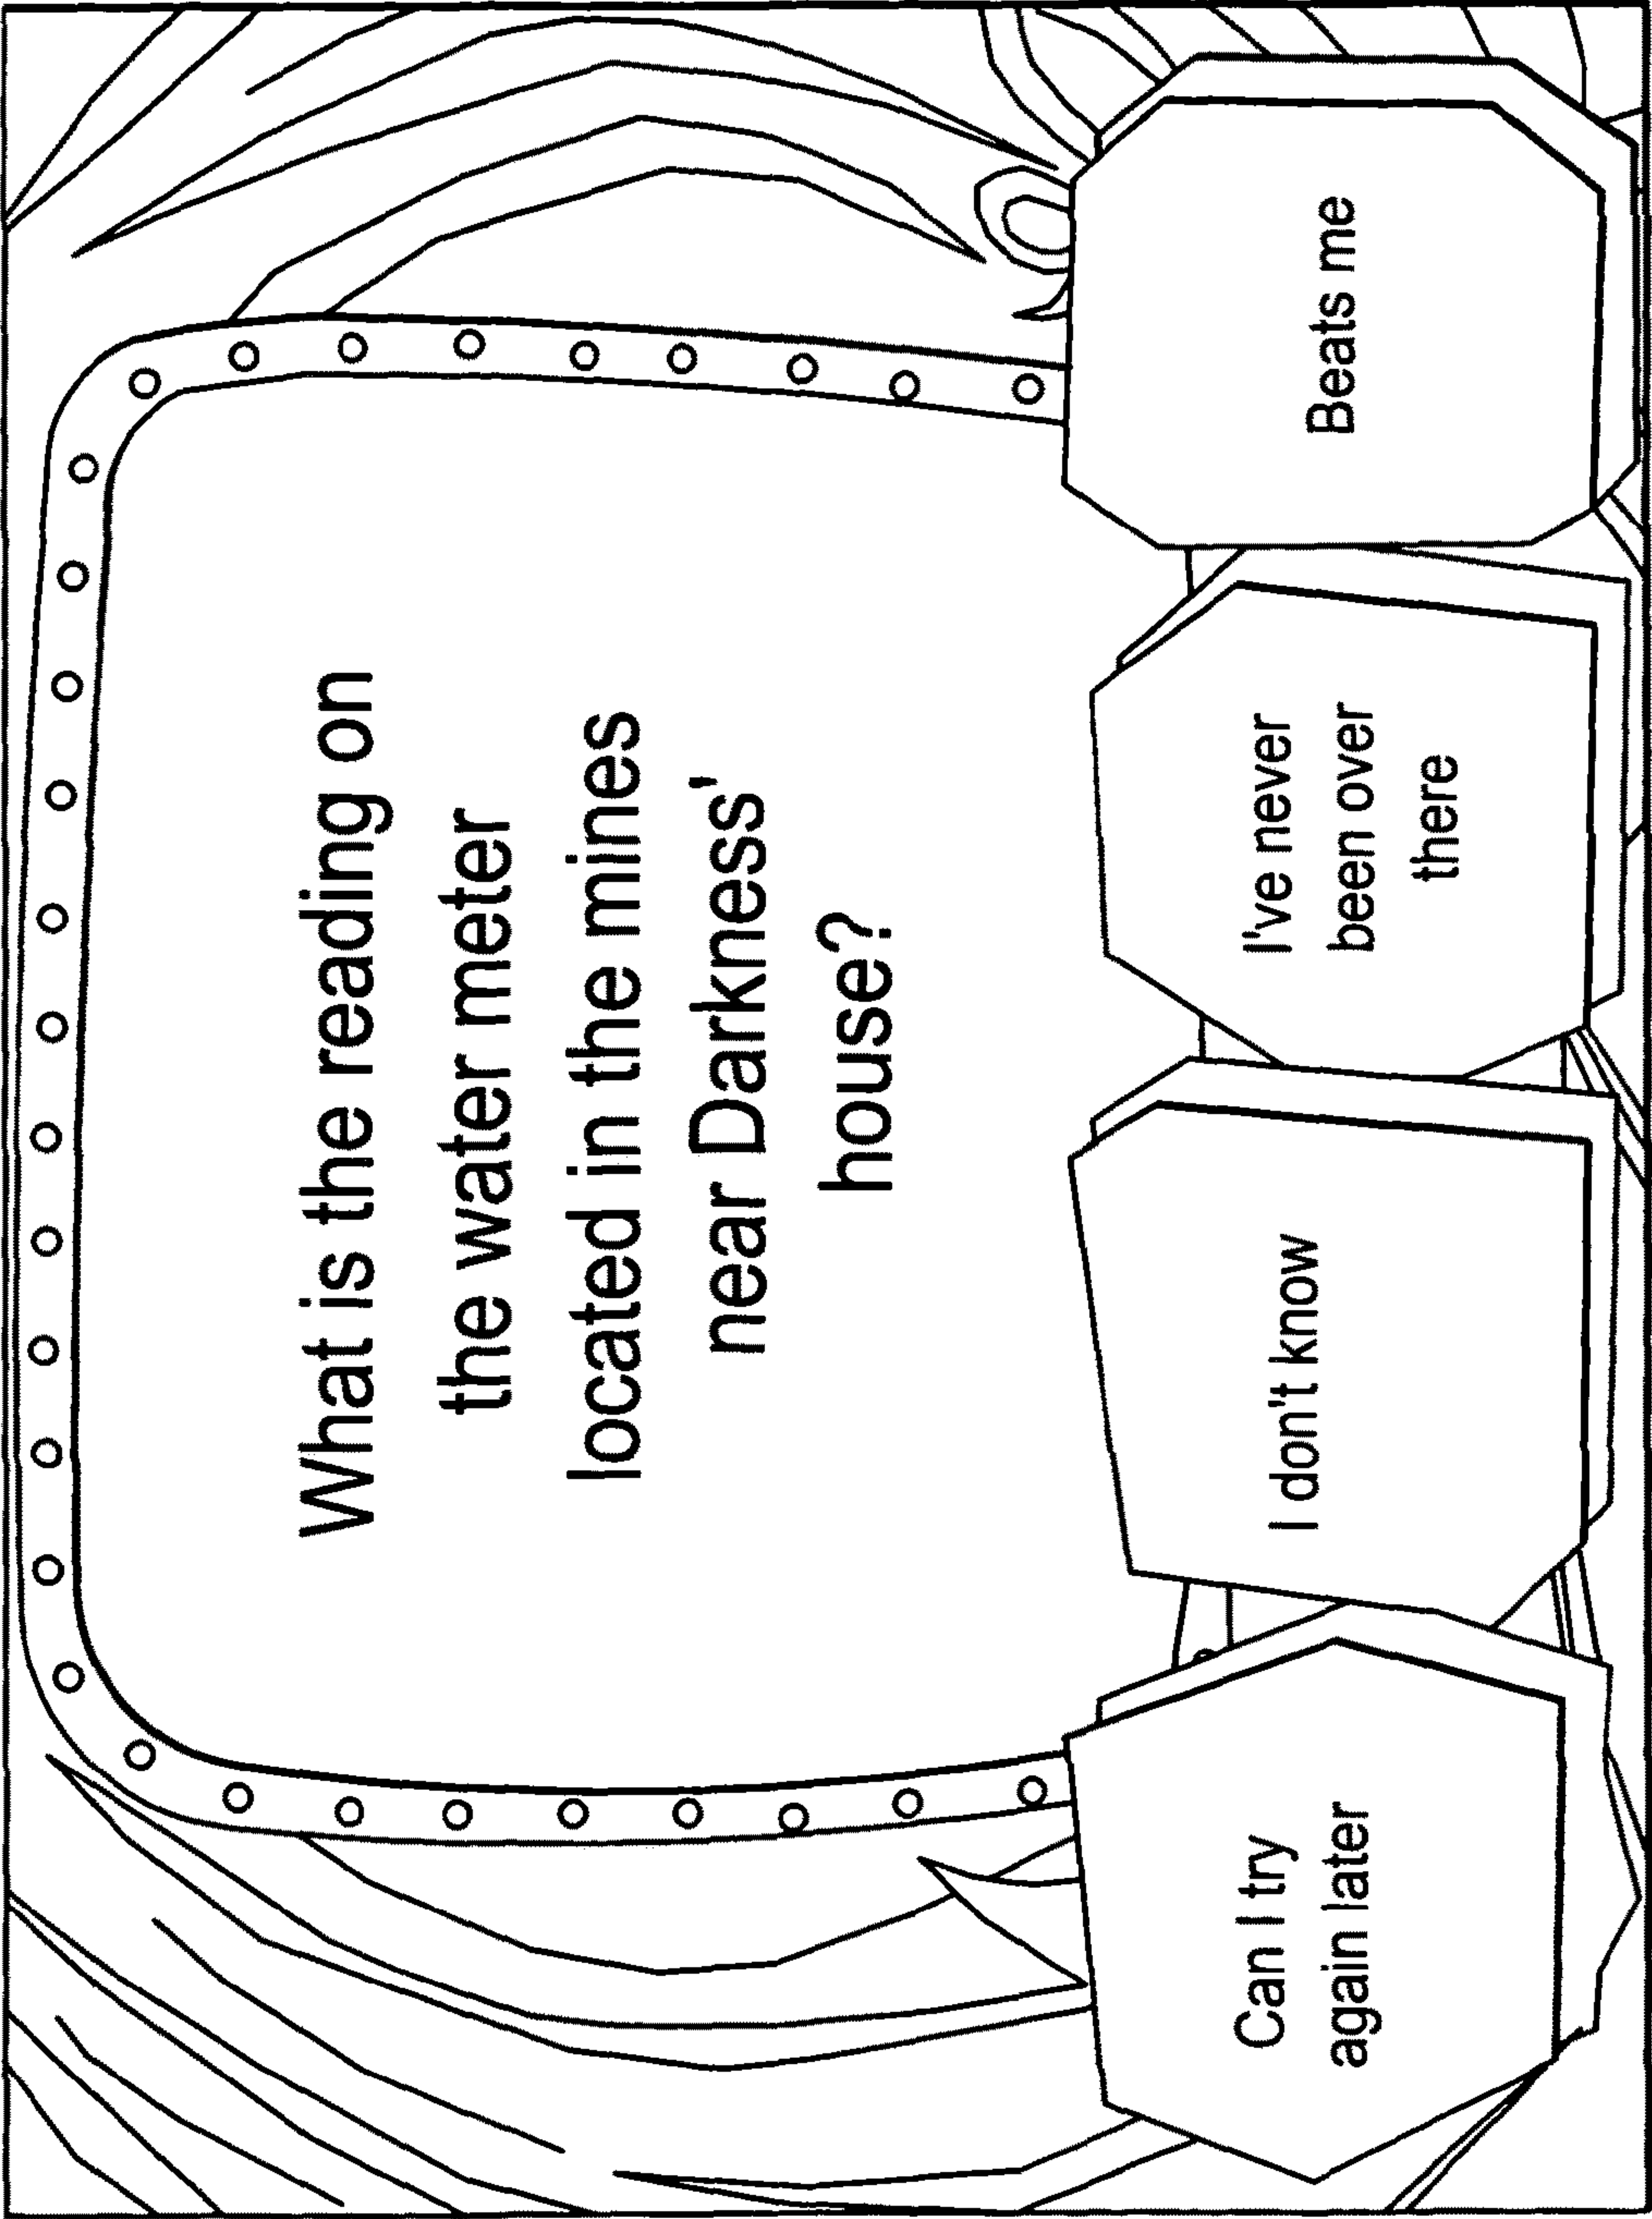 What is the reading on
the water meter
located in the mines
near Darkness'
house?
Can I try
again later
I don't know
I've never
been over
there
Beats me